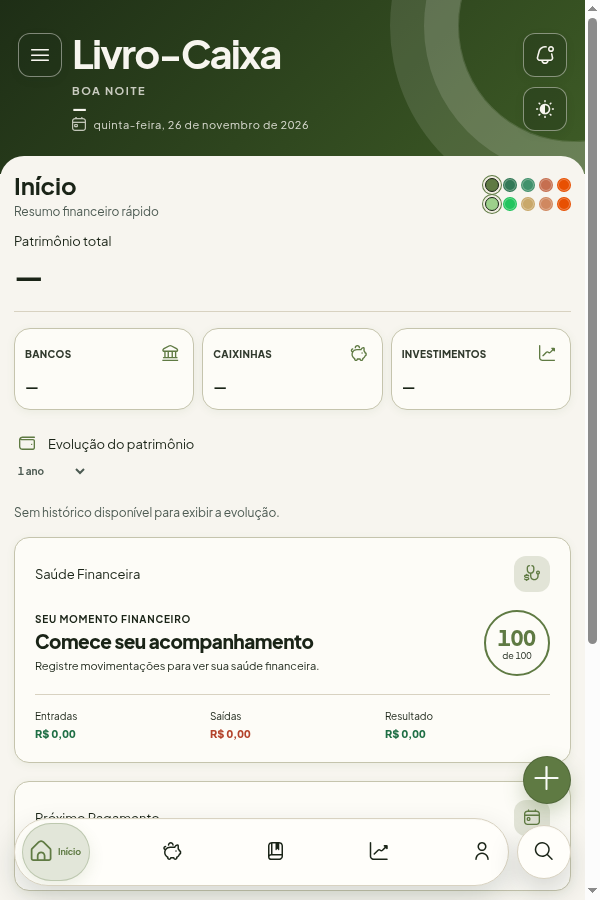 Livro-Caixa
BOA NOITE
—
quinta-feira, 26 de novembro de 2026
Início
Resumo financeiro rápido
Patrimônio total
—
BANCOS
—
CAIXINHAS
—
INVESTIMENTOS
—
Evolução do patrimônio
1 ano
Sem histórico disponível para exibir a evolução.
Saúde Financeira
SEU MOMENTO FINANCEIRO
Comece seu acompanhamento
Registre movimentações para ver sua saúde financeira.
100
de 100
Entradas
R$ 0,00
Saídas
R$ 0,00
Resultado
R$ 0,00
Próximo Pagamento
Início